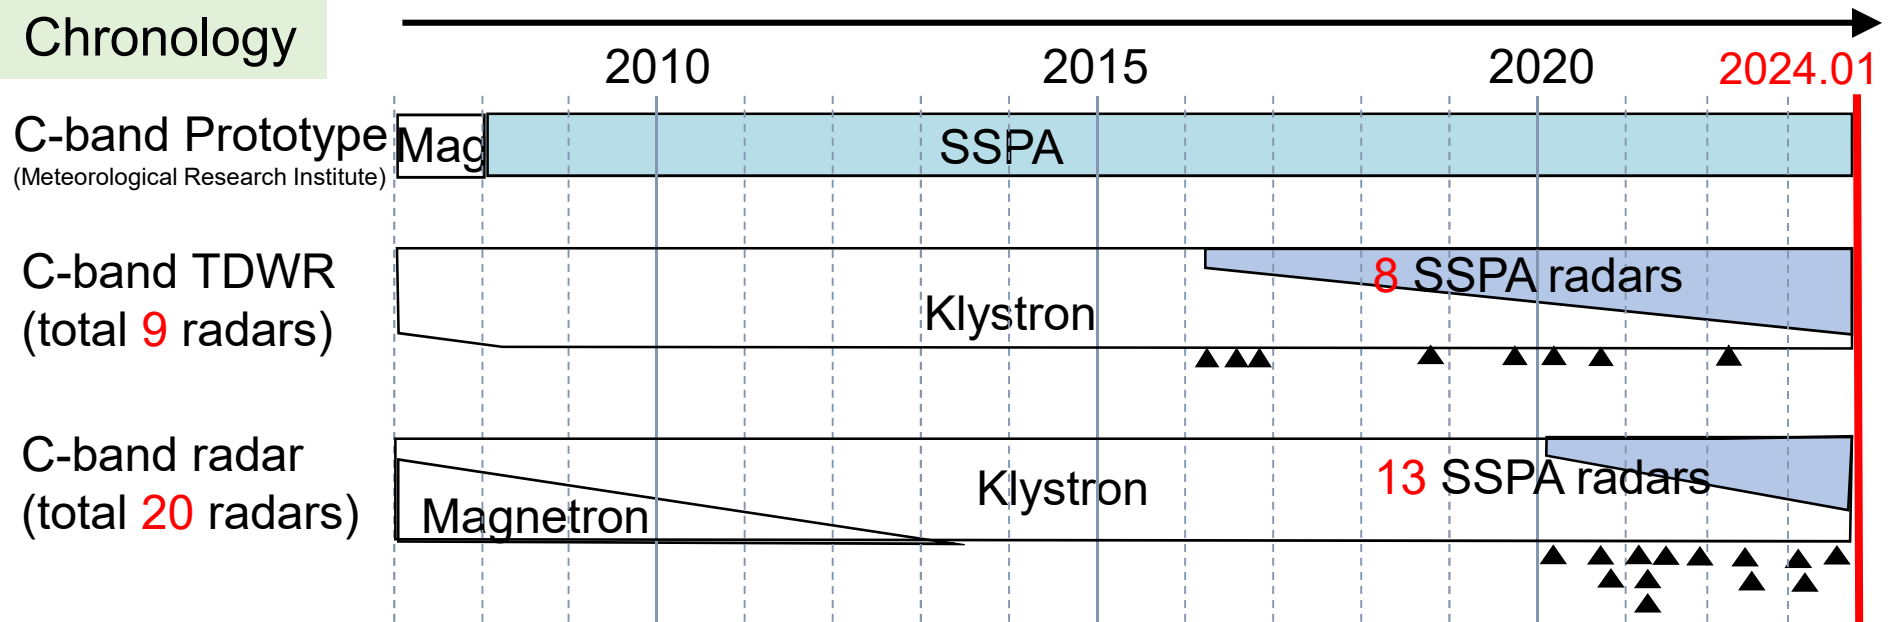 Chronology
2010
2015
2020
2024.01
C-band Prototype
(Meteorological Research Institute)
Mag
SSPA
C-band TDWR
(total 9 radars)
Klystron
8 SSPA radars
C-band radar
(total 20 radars)
Magnetron
Klystron
13 SSPA radars